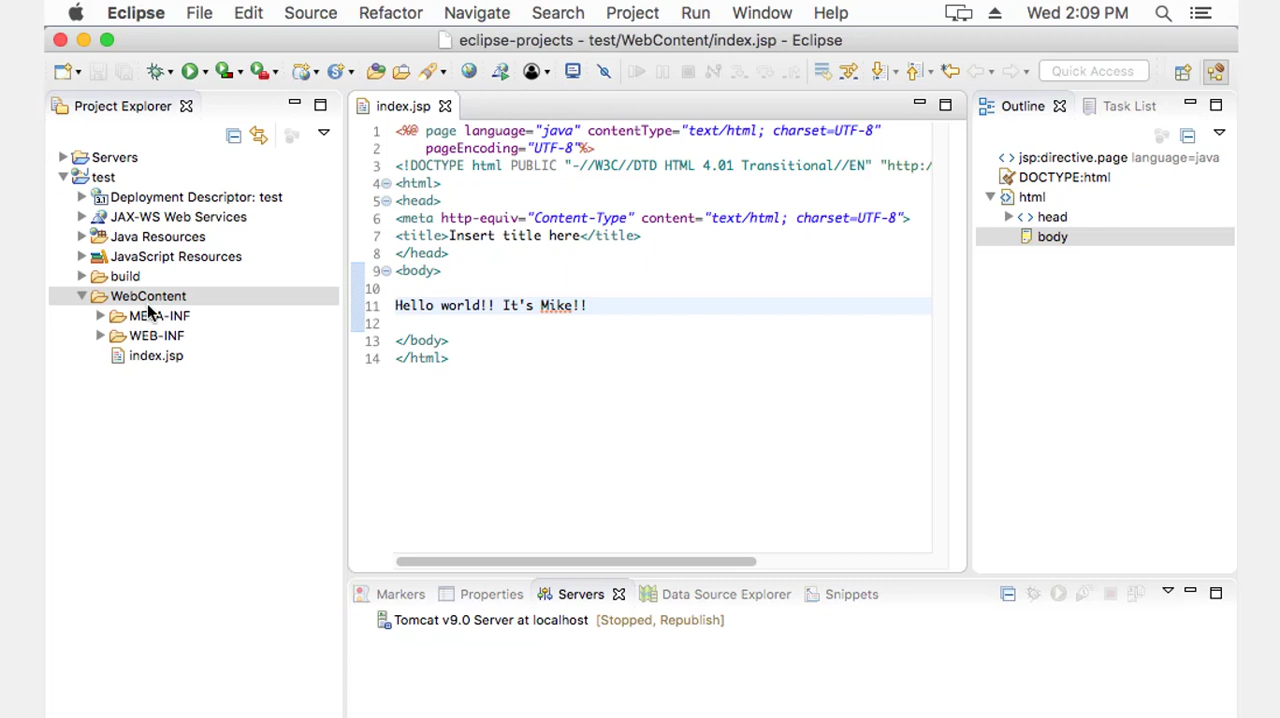 Eclipse File Edit Source Refactor Navigate Search Project Run Window Help Wed 2:09 PM
eclipse-projects - test/WebContent/index.jsp - Eclipse
Quick Access
Project Explorer
Servers
test
Deployment Descriptor: test
JAX-WS Web Services
Java Resources
JavaScript Resources
build
WebContent
META-INF
WEB-INF
index.jsp
index.jsp
1 <%@ page language="java" contentType="text/html; charset=UTF-8"
2 pageEncoding="UTF-8"%>
3 <!DOCTYPE html PUBLIC "-//W3C//DTD HTML 4.01 Transitional//EN" "http:/
4 <html>
5 <head>
6 <meta http-equiv="Content-Type" content="text/html; charset=UTF-8">
7 <title>Insert title here</title>
8 </head>
9 <body>
10
11 Hello world!! It's Mike!!
12
13 </body>
14 </html>
Outline Task List
jsp:directive.page language=java
DOCTYPE:html
html
head
body
Markers Properties Servers Data Source Explorer Snippets
Tomcat v9.0 Server at localhost [Stopped, Republish]